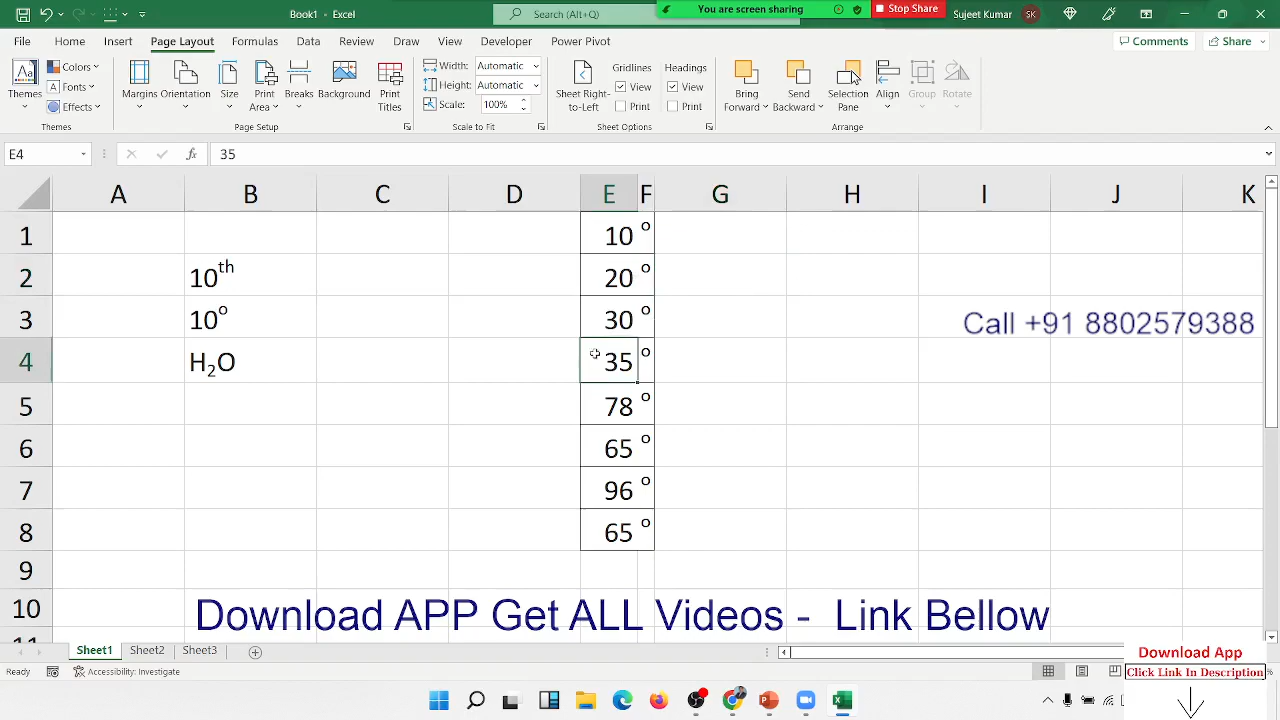 Book1 - Excel
Search (Alt+Q)
You are screen sharing
Stop Share
Sujeet Kumar
SK
File Home Insert Page Layout Formulas Data Review View Developer Power Pivot
Comments
Share
Themes
Colors
Fonts
Effects
Themes
Margins
Orientation
Size
Print Area
Breaks
Background
Print Titles
Page Setup
Width: Automatic
Height: Automatic
Scale: 100%
Scale to Fit
Sheet Right-to-Left
Gridlines
View
Print
Headings
View
Print
Sheet Options
Bring Forward
Send Backward
Selection Pane
Align
Group
Rotate
Arrange
E4
fx
35
A B C D E F G H I J K
1 10 º
2 10th 20 º
3 10º 30 º
Call +91 8802579388
4 H₂O 35 º
5 78 º
6 65 º
7 96 º
8 65 º
9
10
Download APP Get ALL Videos - Link Bellow
11
Sheet1 Sheet2 Sheet3
Download App
Ready
Accessibility: Investigate
Click Link In Description
%